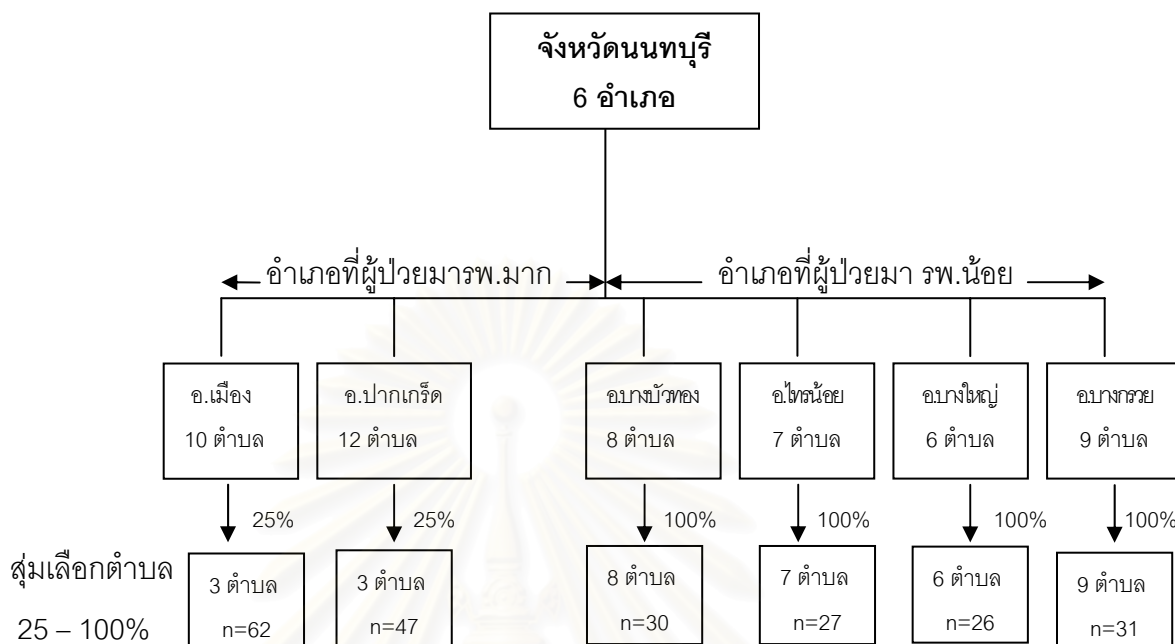 จังหวัดนนทบุรี
6 อำเภอ
อำเภอที่ผู้ป่วยมารพ.มาก
อำเภอที่ผู้ป่วยมา รพ.น้อย
อ.เมือง
10 ตำบล
อ.ปากเกร็ด
12 ตำบล
อ.บางบัวทอง
8 ตำบล
อ.ไทรน้อย
7 ตำบล
อ.บางใหญ่
6 ตำบล
อ.บางกรวย
9 ตำบล
25%
25%
100%
100%
100%
100%
สุ่มเลือกตำบล
25 – 100%
3 ตำบล
n=62
3 ตำบล
n=47
8 ตำบล
n=30
7 ตำบล
n=27
6 ตำบล
n=26
9 ตำบล
n=31